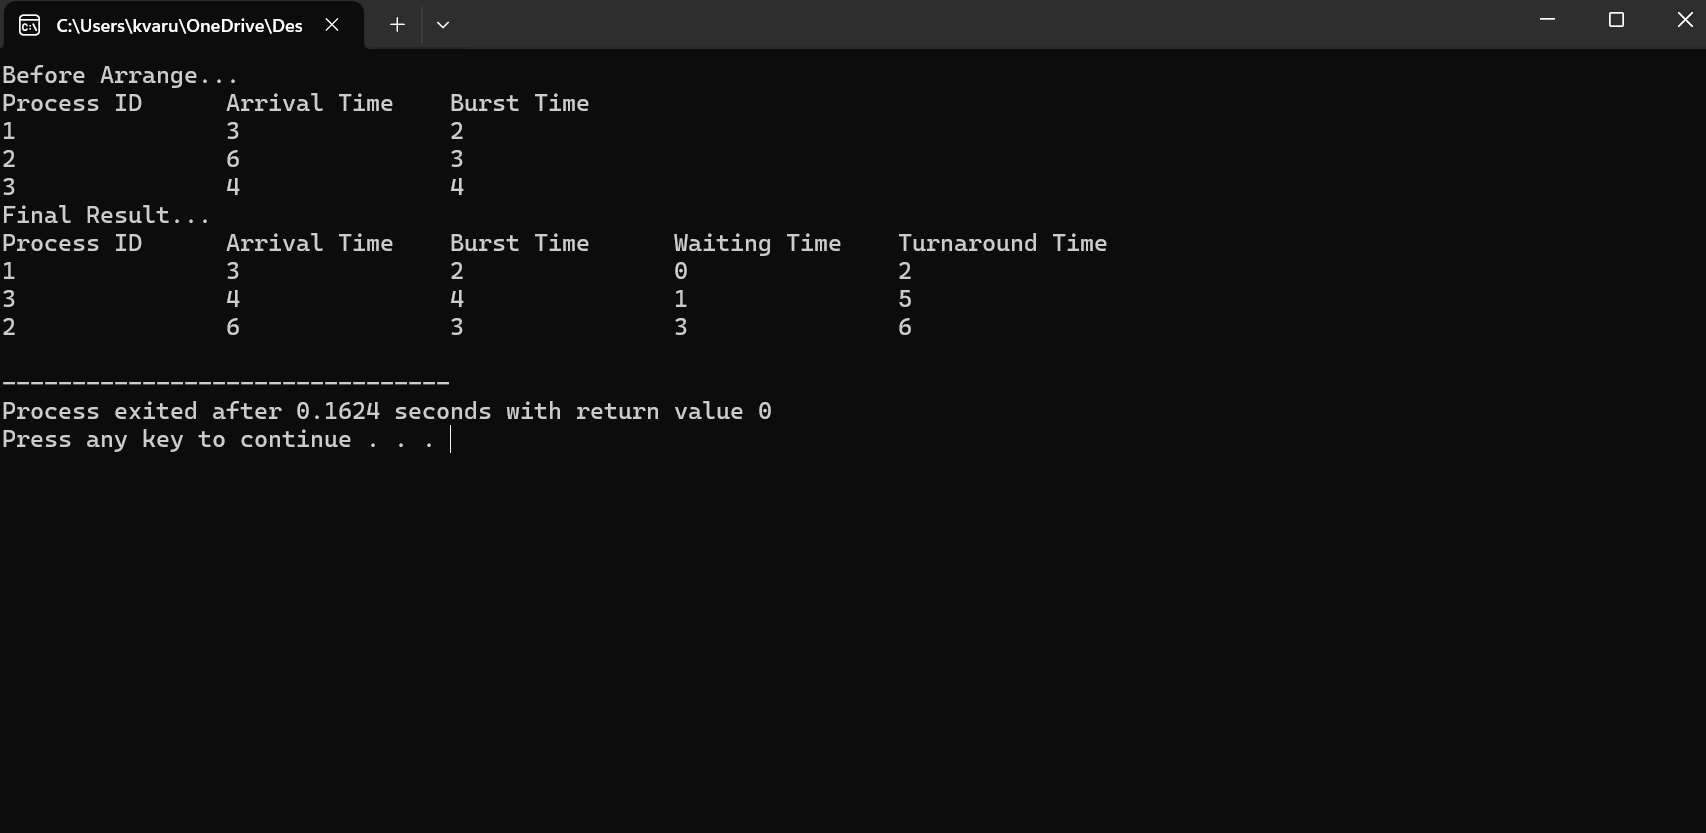 C:\Users\kvaru\OneDrive\Des
Before Arrange...
Process ID Arrival Time Burst Time
1 3 2
2 6 3
3 4 4
Final Result...
Process ID Arrival Time Burst Time Waiting Time Turnaround Time
1 3 2 0 2
3 4 4 1 5
2 6 3 3 6
--------------------------------
Process exited after 0.1624 seconds with return value 0
Press any key to continue . . .